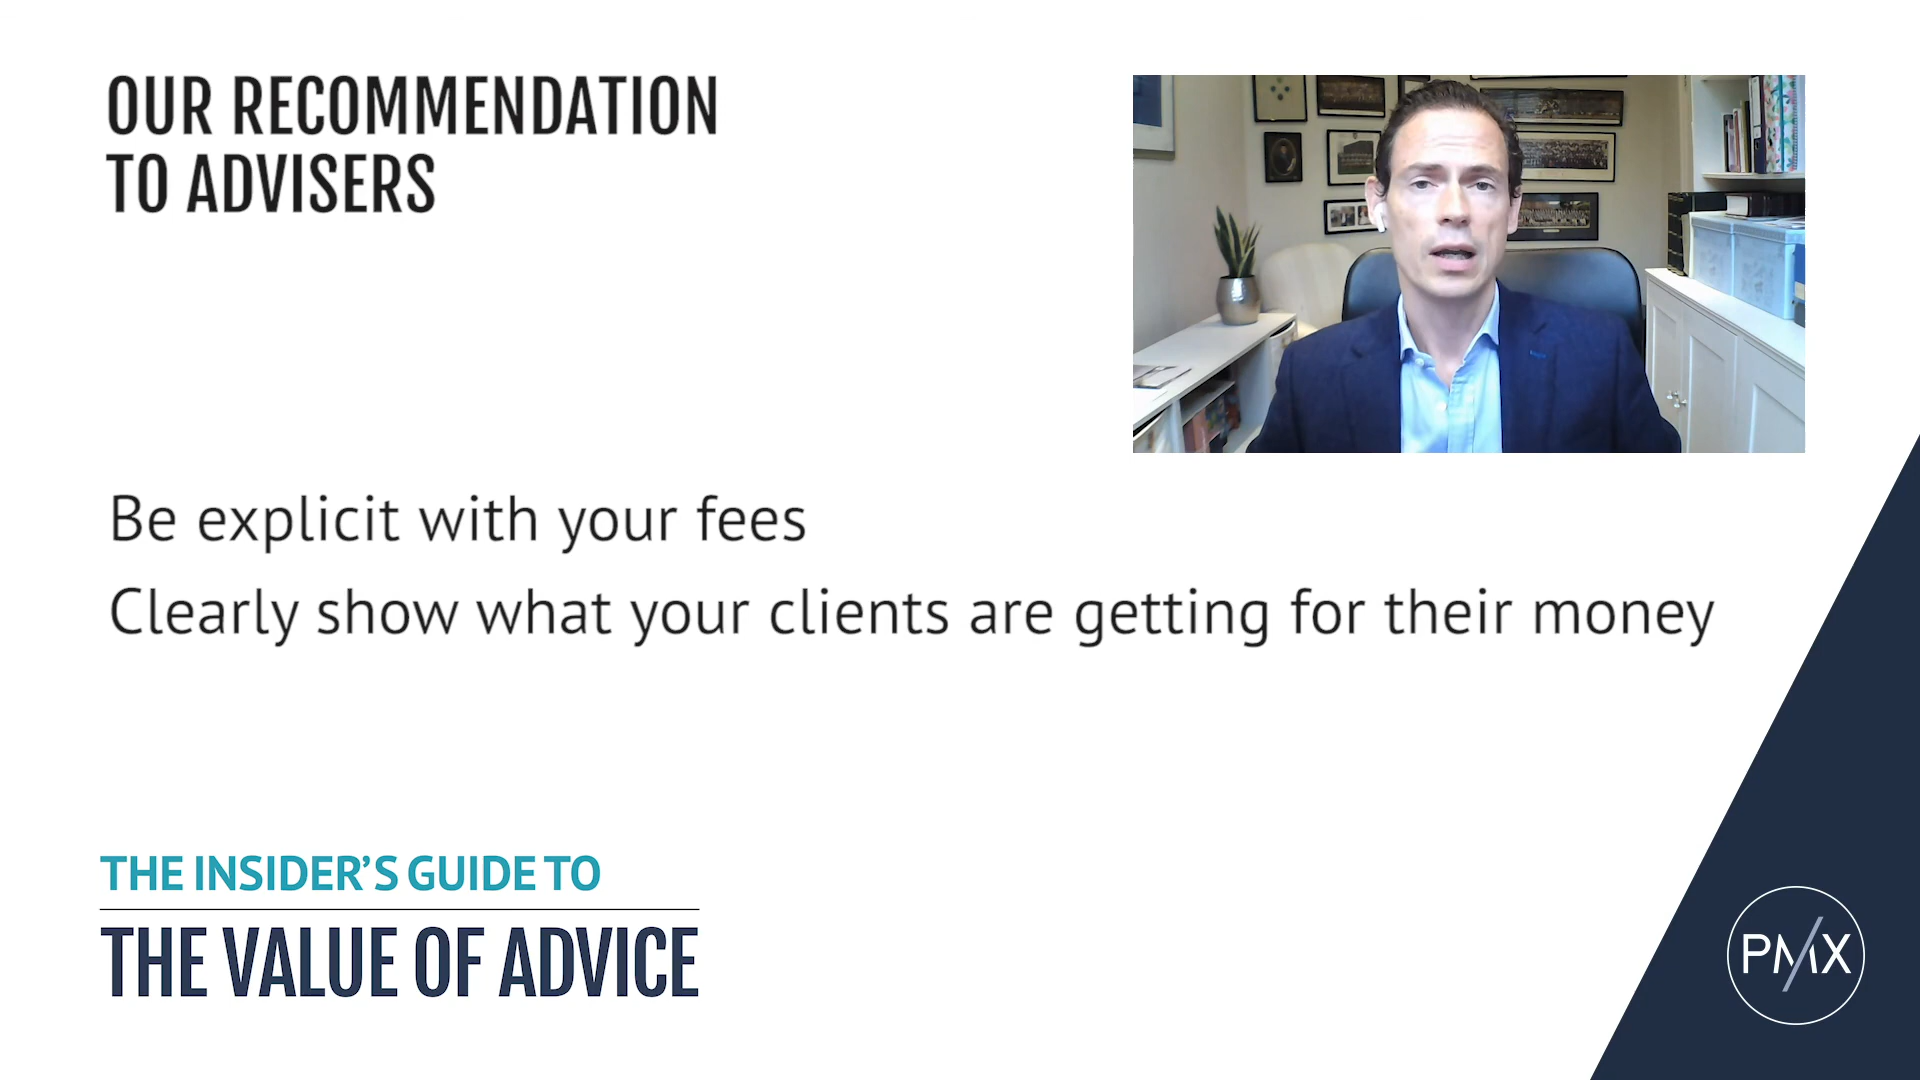 OUR RECOMMENDATION
TO ADVISERS
Be explicit with your fees
Clearly show what your clients are getting for their money
THE INSIDER’S GUIDE TO
THE VALUE OF ADVICE
PMX